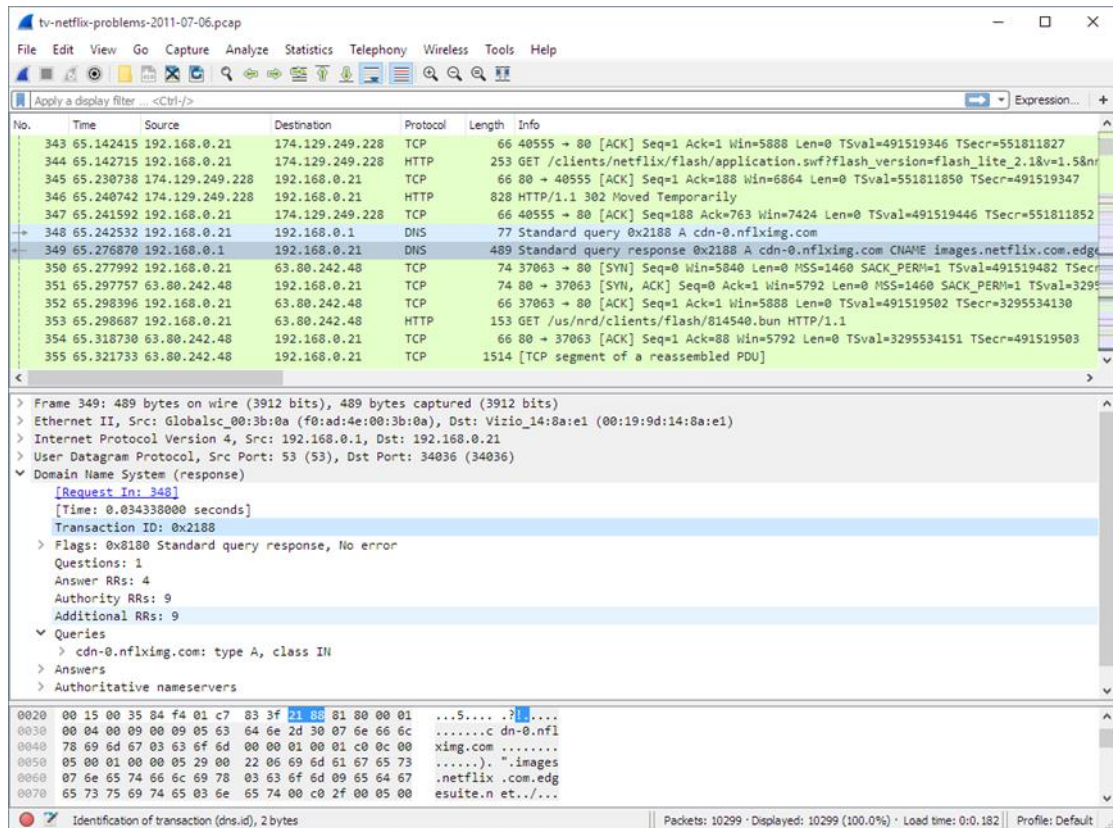 tv-netflix-problems-2011-07-06.pcap
File Edit View Go Capture Analyze Statistics Telephony Wireless Tools Help
Apply a display filter ... <Ctrl-/> Expression... +
No. Time Source Destination Protocol Length Info
343 65.142415 192.168.0.21 174.129.249.228 TCP 66 40555 → 80 [ACK] Seq=1 Ack=1 Win=5888 Len=0 TSval=491519346 TSecr=551811827
344 65.142715 192.168.0.21 174.129.249.228 HTTP 253 GET /clients/netflix/flash/application.swf?flash_version=flash_lite_2.1&v=1.5&nr
345 65.230738 174.129.249.228 192.168.0.21 TCP 66 80 → 40555 [ACK] Seq=1 Ack=188 Win=6864 Len=0 TSval=551811850 TSecr=491519347
346 65.240742 174.129.249.228 192.168.0.21 HTTP 828 HTTP/1.1 302 Moved Temporarily
347 65.241592 192.168.0.21 174.129.249.228 TCP 66 40555 → 80 [ACK] Seq=188 Ack=763 Win=7424 Len=0 TSval=491519446 TSecr=551811852
348 65.242532 192.168.0.21 192.168.0.1 DNS 77 Standard query 0x2188 A cdn-0.nflximg.com
349 65.276870 192.168.0.1 192.168.0.21 DNS 489 Standard query response 0x2188 A cdn-0.nflximg.com CNAME images.netflix.com.edge
350 65.277992 192.168.0.21 63.80.242.48 TCP 74 37063 → 80 [SYN] Seq=0 Win=5840 Len=0 MSS=1460 SACK_PERM=1 TSval=491519482 TSecr
351 65.297757 63.80.242.48 192.168.0.21 TCP 74 80 → 37063 [SYN, ACK] Seq=0 Ack=1 Win=5792 Len=0 MSS=1460 SACK_PERM=1 TSval=3295
352 65.298396 192.168.0.21 63.80.242.48 TCP 66 37063 → 80 [ACK] Seq=1 Ack=1 Win=5888 Len=0 TSval=491519502 TSecr=3295534130
353 65.298687 192.168.0.21 63.80.242.48 HTTP 153 GET /us/nrd/clients/flash/814540.bun HTTP/1.1
354 65.318730 63.80.242.48 192.168.0.21 TCP 66 80 → 37063 [ACK] Seq=1 Ack=88 Win=5792 Len=0 TSval=3295534151 TSecr=491519503
355 65.321733 63.80.242.48 192.168.0.21 TCP 1514 [TCP segment of a reassembled PDU]
Frame 349: 489 bytes on wire (3912 bits), 489 bytes captured (3912 bits)
Ethernet II, Src: Globalsc_00:3b:0a (f0:ad:4e:00:3b:0a), Dst: Vizio_14:8a:e1 (00:19:9d:14:8a:e1)
Internet Protocol Version 4, Src: 192.168.0.1, Dst: 192.168.0.21
User Datagram Protocol, Src Port: 53 (53), Dst Port: 34036 (34036)
Domain Name System (response)
[Request In: 348]
[Time: 0.034338000 seconds]
Transaction ID: 0x2188
Flags: 0x8180 Standard query response, No error
Questions: 1
Answer RRs: 4
Authority RRs: 9
Additional RRs: 9
Queries
cdn-0.nflximg.com: type A, class IN
Answers
Authoritative nameservers
0020 00 15 00 35 84 f4 01 c7 83 3f 21 88 81 80 00 01 ...5.... .?!.....
0030 00 04 00 09 00 09 05 63 64 6e 2d 30 07 6e 66 6c .......c dn-0.nfl
0040 78 69 6d 67 03 63 6f 6d 00 00 01 00 01 c0 0c 00 ximg.com ........
0050 05 00 01 00 00 05 29 00 22 06 69 6d 61 67 65 73 ......). ".images
0060 07 6e 65 74 66 6c 69 78 03 63 6f 6d 09 65 64 67 .netflix .com.edg
0070 65 73 75 69 74 65 03 6e 65 74 00 c0 2f 00 05 00 esuite.n et../...
Identification of transaction (dns.id), 2 bytes Packets: 10299 · Displayed: 10299 (100.0%) · Load time: 0:0.182 Profile: Default